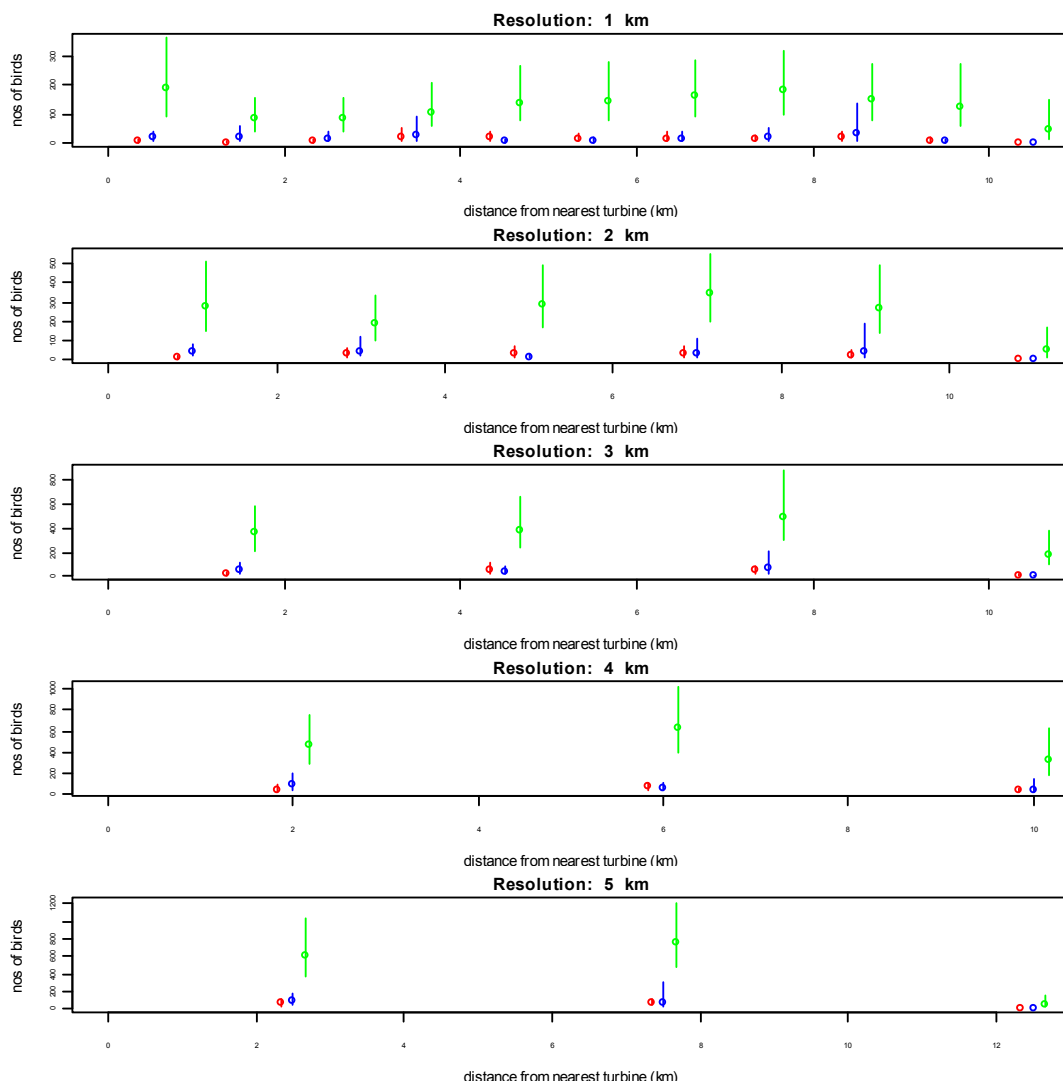 Resolution: 1 km
nos of birds
0 100 200 300
0 2 4 6 8 10
distance from nearest turbine (km)
Resolution: 2 km
nos of birds
0 100 200 300 400 500
0 2 4 6 8 10
distance from nearest turbine (km)
Resolution: 3 km
nos of birds
0 200 400 600 800
0 2 4 6 8 10
distance from nearest turbine (km)
Resolution: 4 km
nos of birds
0 200 400 600 800 1000
0 2 4 6 8 10
distance from nearest turbine (km)
Resolution: 5 km
nos of birds
0 200 400 600 800 1200
0 2 4 6 8 10 12
distance from nearest turbine (km)